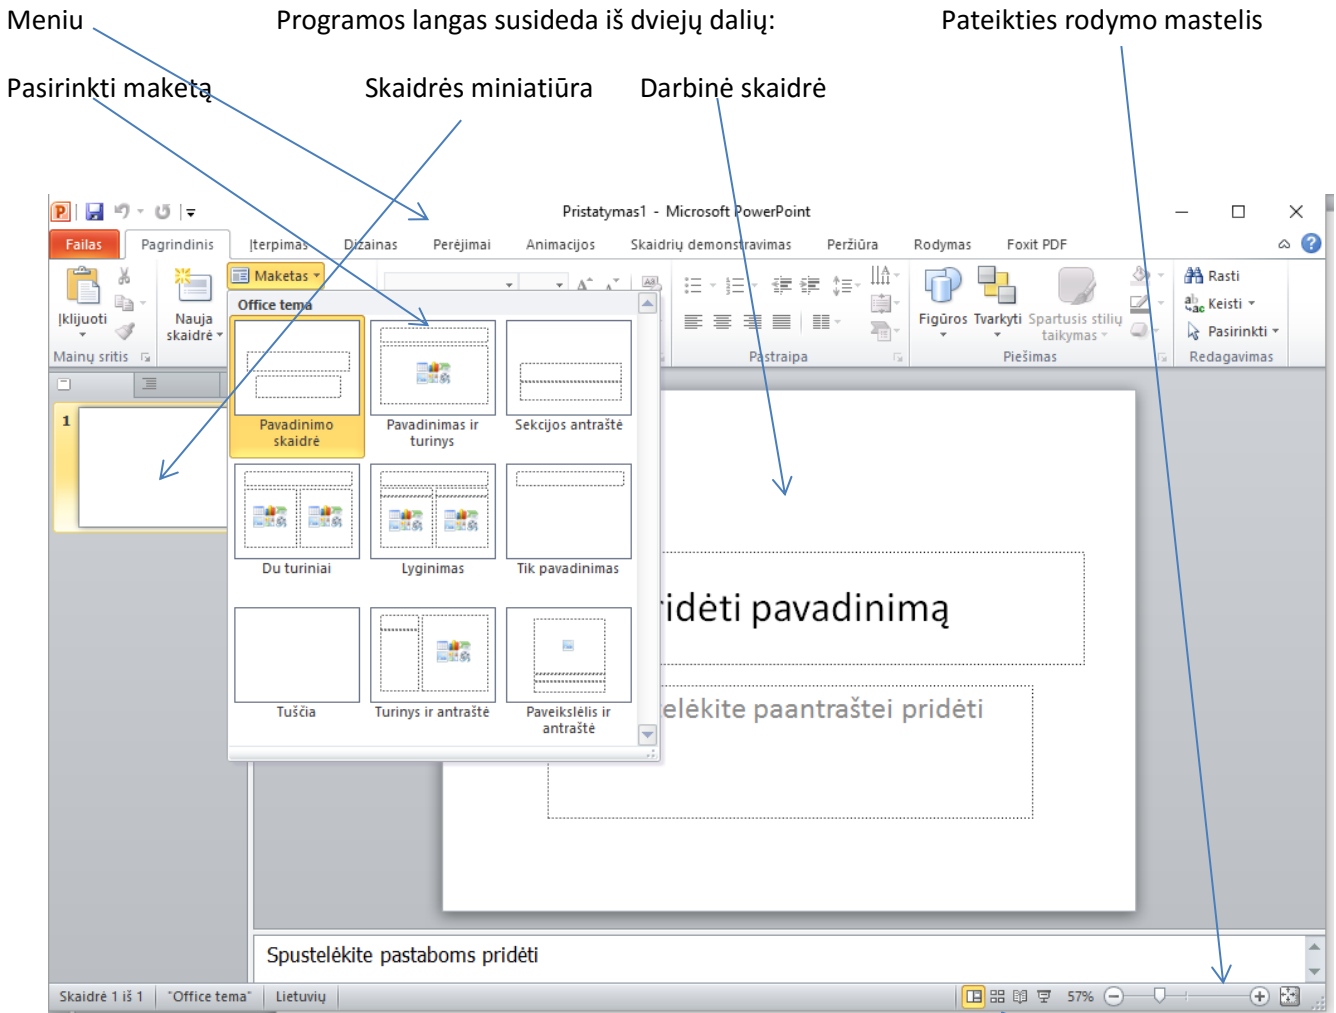 Meniu
Programos langas susideda iš dviejų dalių:
Pateikties rodymo mastelis
Pasirinkti maketą
Skaidrės miniatiūra
Darbinė skaidrė
Pristatymas1 - Microsoft PowerPoint
Failas Pagrindinis Įterpimas Dizainas Perėjimai Animacijos Skaidrių demonstravimas Peržiūra Rodymas Foxit PDF
Įklijuoti
Mainų sritis
Nauja
skaidrė
Maketas
Pastraipa
Figūros
Tvarkyti
Spartusis stilių
taikymas
Piešimas
Rasti
Keisti
Pasirinkti
Redagavimas
Office tema
Pavadinimo
skaidrė
Pavadinimas ir
turinys
Sekcijos antraštė
Du turiniai
Lyginimas
Tik pavadinimas
Tuščia
Turinys ir antraštė
Paveikslėlis ir
antraštė
1
ridėti pavadinimą
elėkite paantraštei pridėti
Spustelėkite pastaboms pridėti
Skaidrė 1 iš 1 "Office tema" Lietuvių 57%